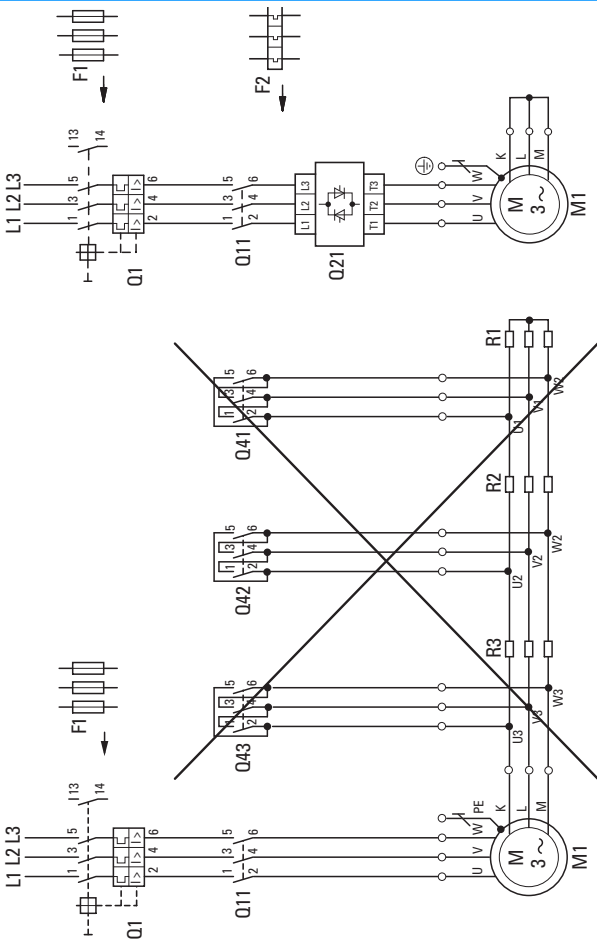 F1
F2
L1 L2 L3
1 3 5
13
14
I> I> I>
2 4 6
Q1
1 3 5
2 4 6
Q11
L1 L2 L3
Q21
T1 T2 T3
U V W
K
L
M
M
3 ~
M1
Q41
1 3 5
2 4 6
R1
U1
V1
W2
Q42
1 3 5
2 4 6
R2
U2
V2
W2
F1
Q43
1 3 5
2 4 6
R3
U3
V3
W3
L1 L2 L3
1 3 5
13
14
I> I> I>
2 4 6
Q1
1 3 5
2 4 6
Q11
U V W PE
K
L
M
M
3 ~
M1